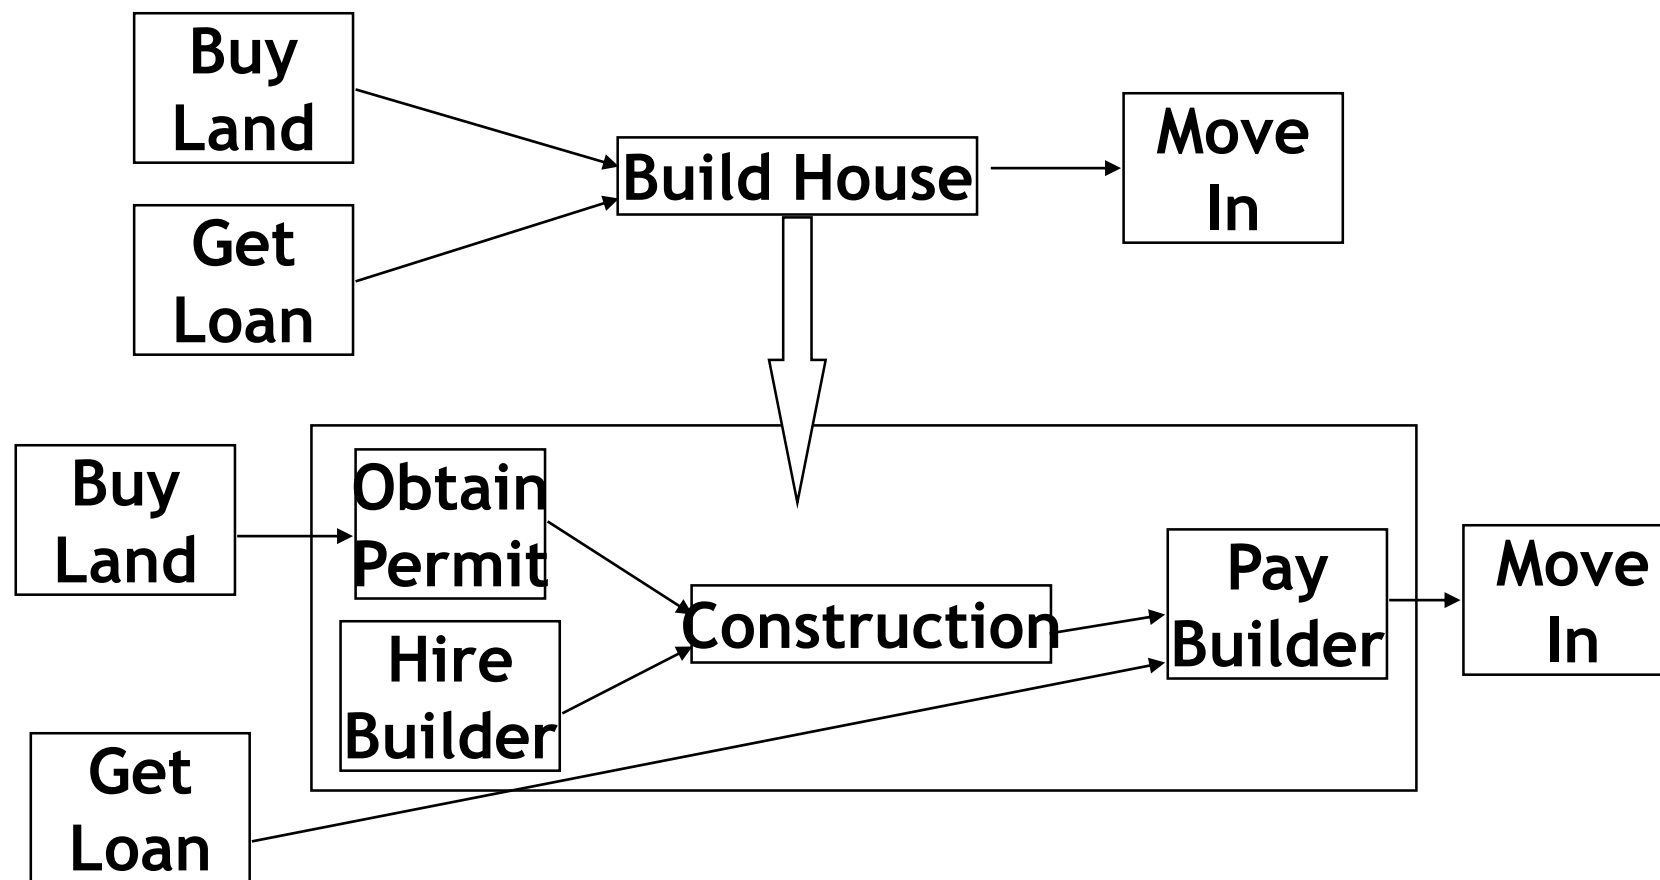 Buy
Land
Get
Loan
Build House
Move
In
Buy
Land
Obtain
Permit
Hire
Builder
Construction
Pay
Builder
Move
In
Get
Loan